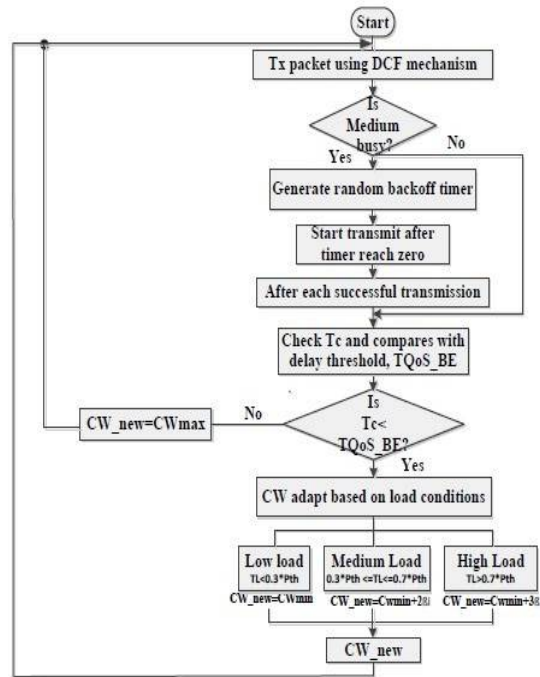 Start
Tx packet using DCF mechanism
Is
Medium
busy?
Yes
No
Generate random backoff timer
Start transmit after
timer reach zero
After each successful transmission
Check Tc and compares with
delay threshold, TQoS_BE
Is
Tc<
TQoS_BE?
No
CW_new=CWmax
Yes
CW adapt based on load conditions
Low load
TL<0.3*Pth
CW_new=CWmin
Medium Load
0.3*Pth <=TL<=0.7*Pth
High Load
TL>0.7*Pth
CW_new